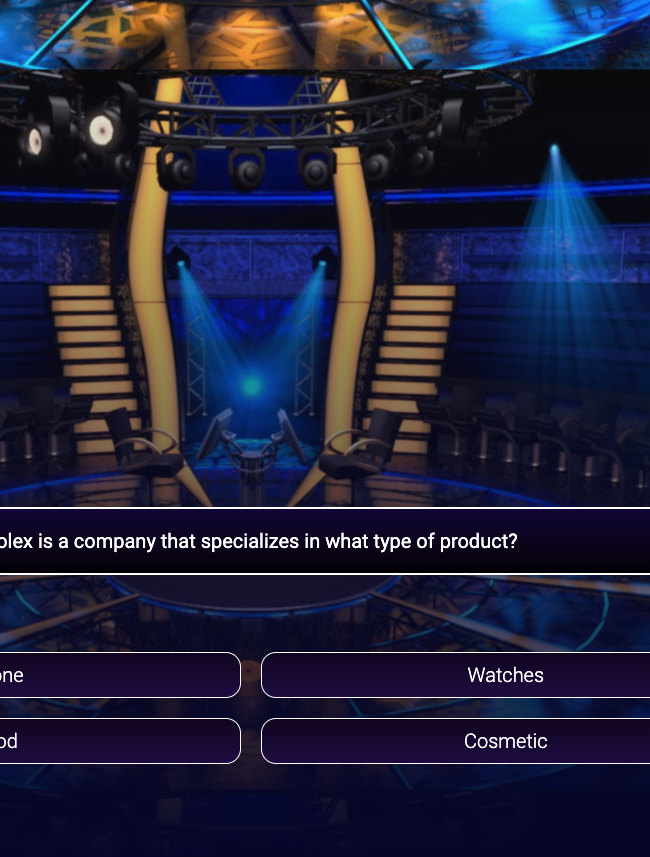 olex is a company that specializes in what type of product?
one
Watches
od
Cosmetic